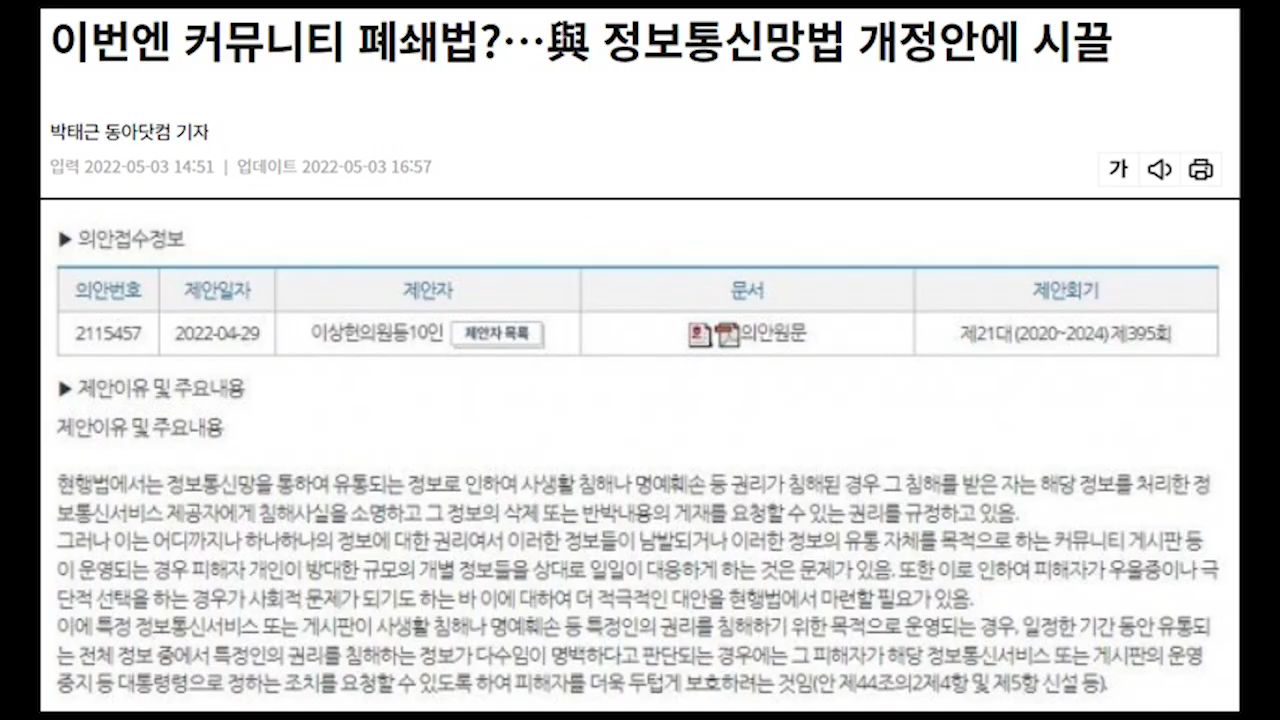 이번엔 커뮤니티 폐쇄법?…與 정보통신망법 개정안에 시끌
박태근 동아닷컴 기자
입력 2022-05-03 14:51 | 업데이트 2022-05-03 16:57
가
▶ 의안접수정보
의안번호 제안일자 제안자 문서 제안회기
2115457 2022-04-29 이상헌의원등10인 제안자 목록 의안원문 제21대 (2020~2024) 제395회
▶ 제안이유 및 주요내용
제안이유 및 주요내용
현행법에서는 정보통신망을 통하여 유통되는 정보로 인하여 사생활 침해나 명예훼손 등 권리가 침해된 경우 그 침해를 받은 자는 해당 정보를 처리한 정
보통신서비스 제공자에게 침해사실을 소명하고 그 정보의 삭제 또는 반박내용의 게재를 요청할 수 있는 권리를 규정하고 있음.
그러나 이는 어디까지나 하나하나의 정보에 대한 권리여서 이러한 정보들이 남발되거나 이러한 정보의 유통 자체를 목적으로 하는 커뮤니티 게시판 등
이 운영되는 경우 피해자 개인이 방대한 규모의 개별 정보들을 상대로 일일이 대응하게 하는 것은 문제가 있음. 또한 이로 인하여 피해자가 우울증이나 극
단적 선택을 하는 경우가 사회적 문제가 되기도 하는 바 이에 대하여 더 적극적인 대안을 현행법에서 마련할 필요가 있음.
이에 특정 정보통신서비스 또는 게시판이 사생활 침해나 명예훼손 등 특정인의 권리를 침해하기 위한 목적으로 운영되는 경우, 일정한 기간 동안 유통되
는 전체 정보 중에서 특정인의 권리를 침해하는 정보가 다수임이 명백하다고 판단되는 경우에는 그 피해자가 해당 정보통신서비스 또는 게시판의 운영
중지 등 대통령령으로 정하는 조치를 요청할 수 있도록 하여 피해자를 더욱 두텁게 보호하려는 것임(안 제44조의2제4항 및 제5항 신설 등).